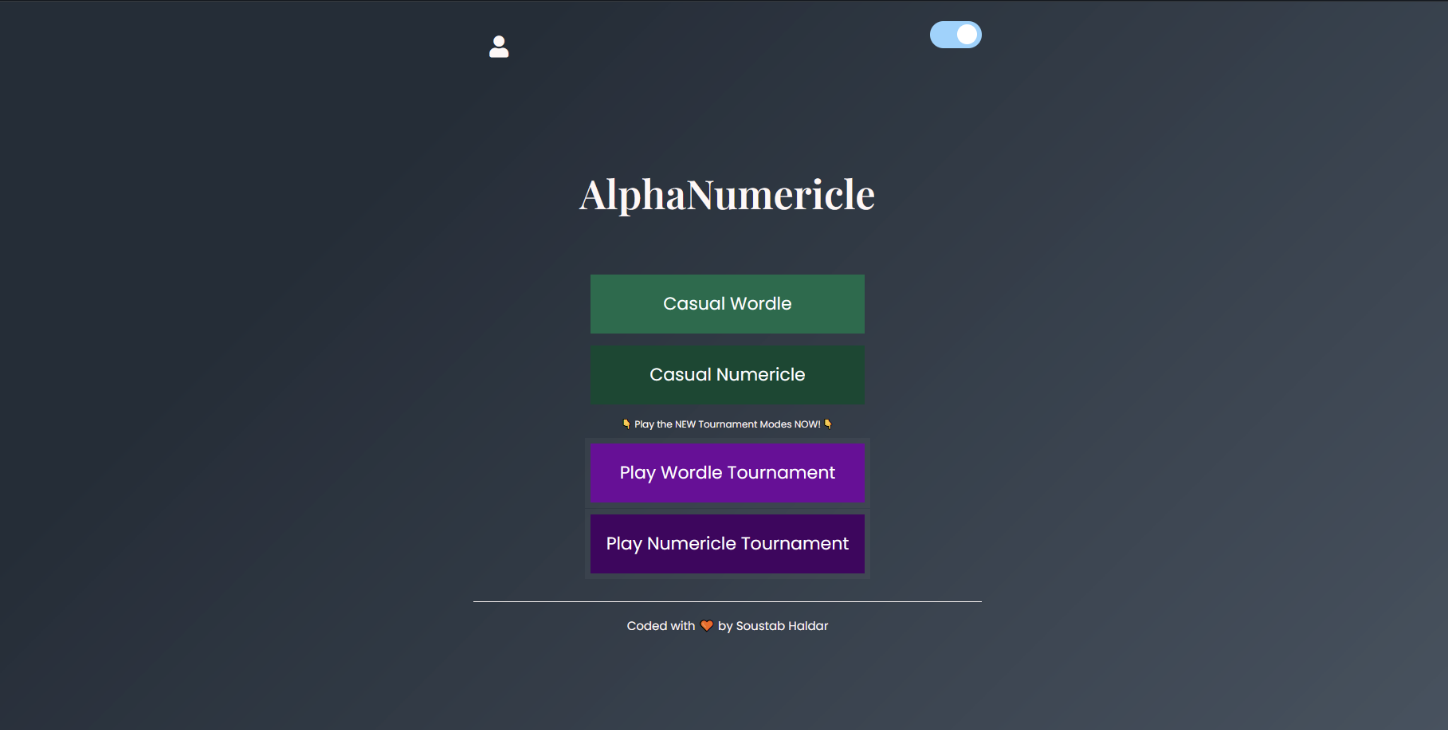 AlphaNumericle
Casual Wordle
Casual Numericle
👇 Play the NEW Tournament Modes NOW! 👇
Play Wordle Tournament
Play Numericle Tournament
Coded with 🧡 by Soustab Haldar